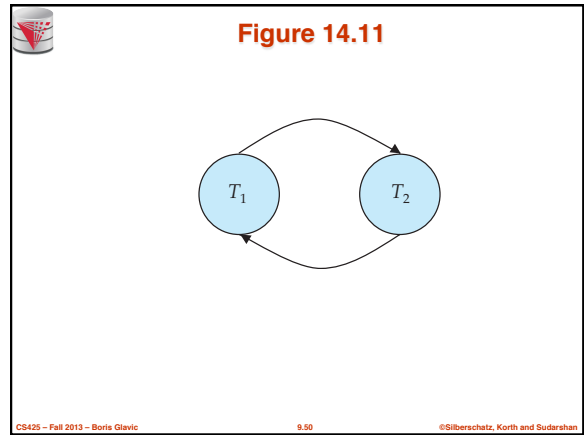 Figure 14.11
T1
T2
CS425 – Fall 2013 – Boris Glavic
9.50
©Silberschatz, Korth and Sudarshan